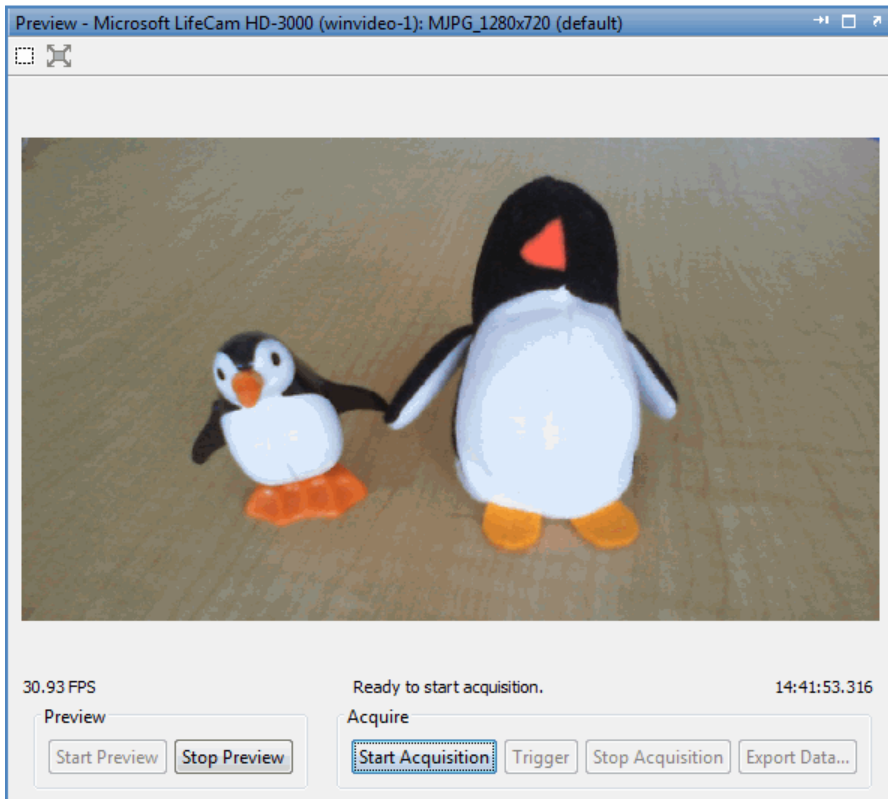 Preview - Microsoft LifeCam HD-3000 (winvideo-1): MJPG_1280x720 (default)
30.93 FPS Ready to start acquisition. 14:41:53.316
Preview Acquire
Start Preview Stop Preview Start Acquisition Trigger Stop Acquisition Export Data...